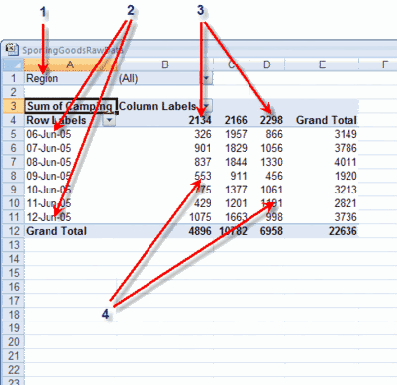 1 2 3
SportingGoodsRawData
A B C D E F
1 Region (All)
2
3 Sum of Camping Column Labels
4 Row Labels 2134 2166 2298 Grand Total
5 06-Jun-05 326 1957 866 3149
6 07-Jun-05 901 1829 1056 3786
7 08-Jun-05 837 1844 1330 4011
8 09-Jun-05 553 911 456 1920
9 10-Jun-05 775 1377 1061 3213
10 11-Jun-05 429 1201 1191 2821
11 12-Jun-05 1075 1663 998 3736
12 Grand Total 4896 10782 6958 22636
13
14
15
16
17
4
18
19
20
21
22
23